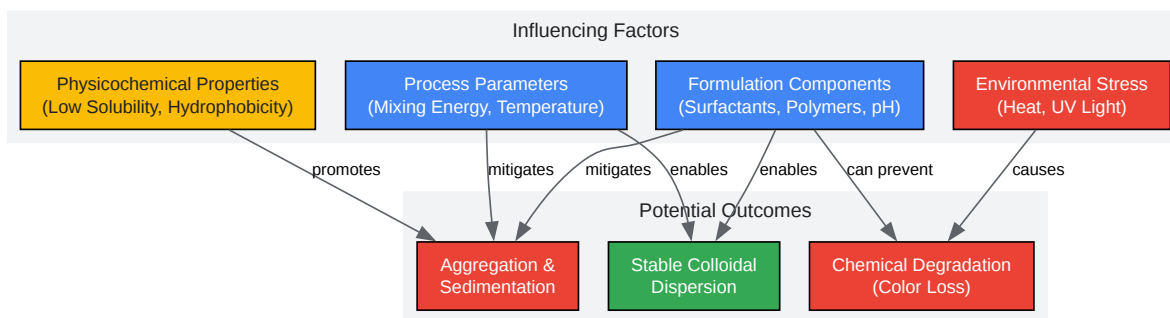 Influencing Factors
Physicochemical Properties
(Low Solubility, Hydrophobicity)
Process Parameters
(Mixing Energy, Temperature)
Formulation Components
(Surfactants, Polymers, pH)
Environmental Stress
(Heat, UV Light)
promotes
mitigates
mitigates
enables
enables
can prevent
causes
Potential Outcomes
Aggregation &
Sedimentation
Stable Colloidal
Dispersion
Chemical Degradation
(Color Loss)